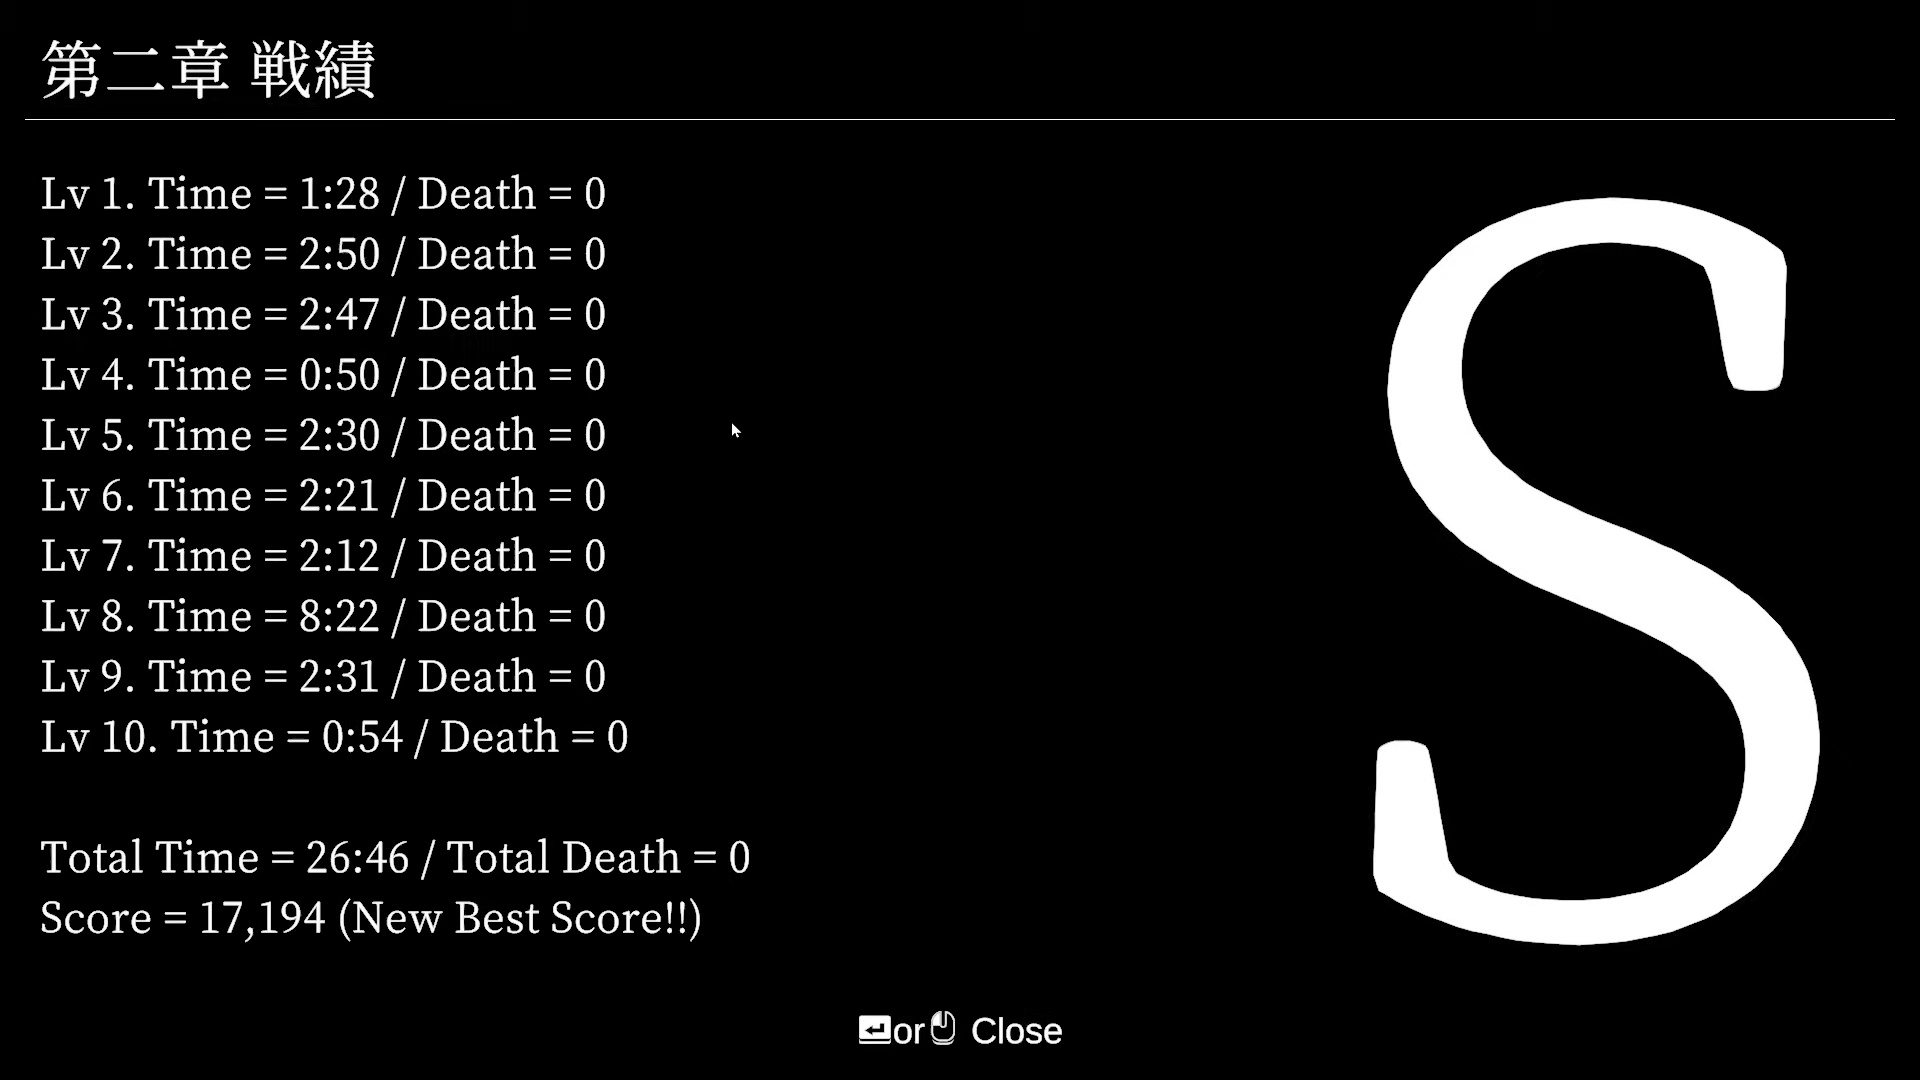 第二章 戦績
Lv 1. Time = 1:28 / Death = 0
Lv 2. Time = 2:50 / Death = 0
Lv 3. Time = 2:47 / Death = 0
Lv 4. Time = 0:50 / Death = 0
Lv 5. Time = 2:30 / Death = 0
Lv 6. Time = 2:21 / Death = 0
Lv 7. Time = 2:12 / Death = 0
Lv 8. Time = 8:22 / Death = 0
Lv 9. Time = 2:31 / Death = 0
Lv 10. Time = 0:54 / Death = 0
Total Time = 26:46 / Total Death = 0
Score = 17,194 (New Best Score!!)
S
or Close